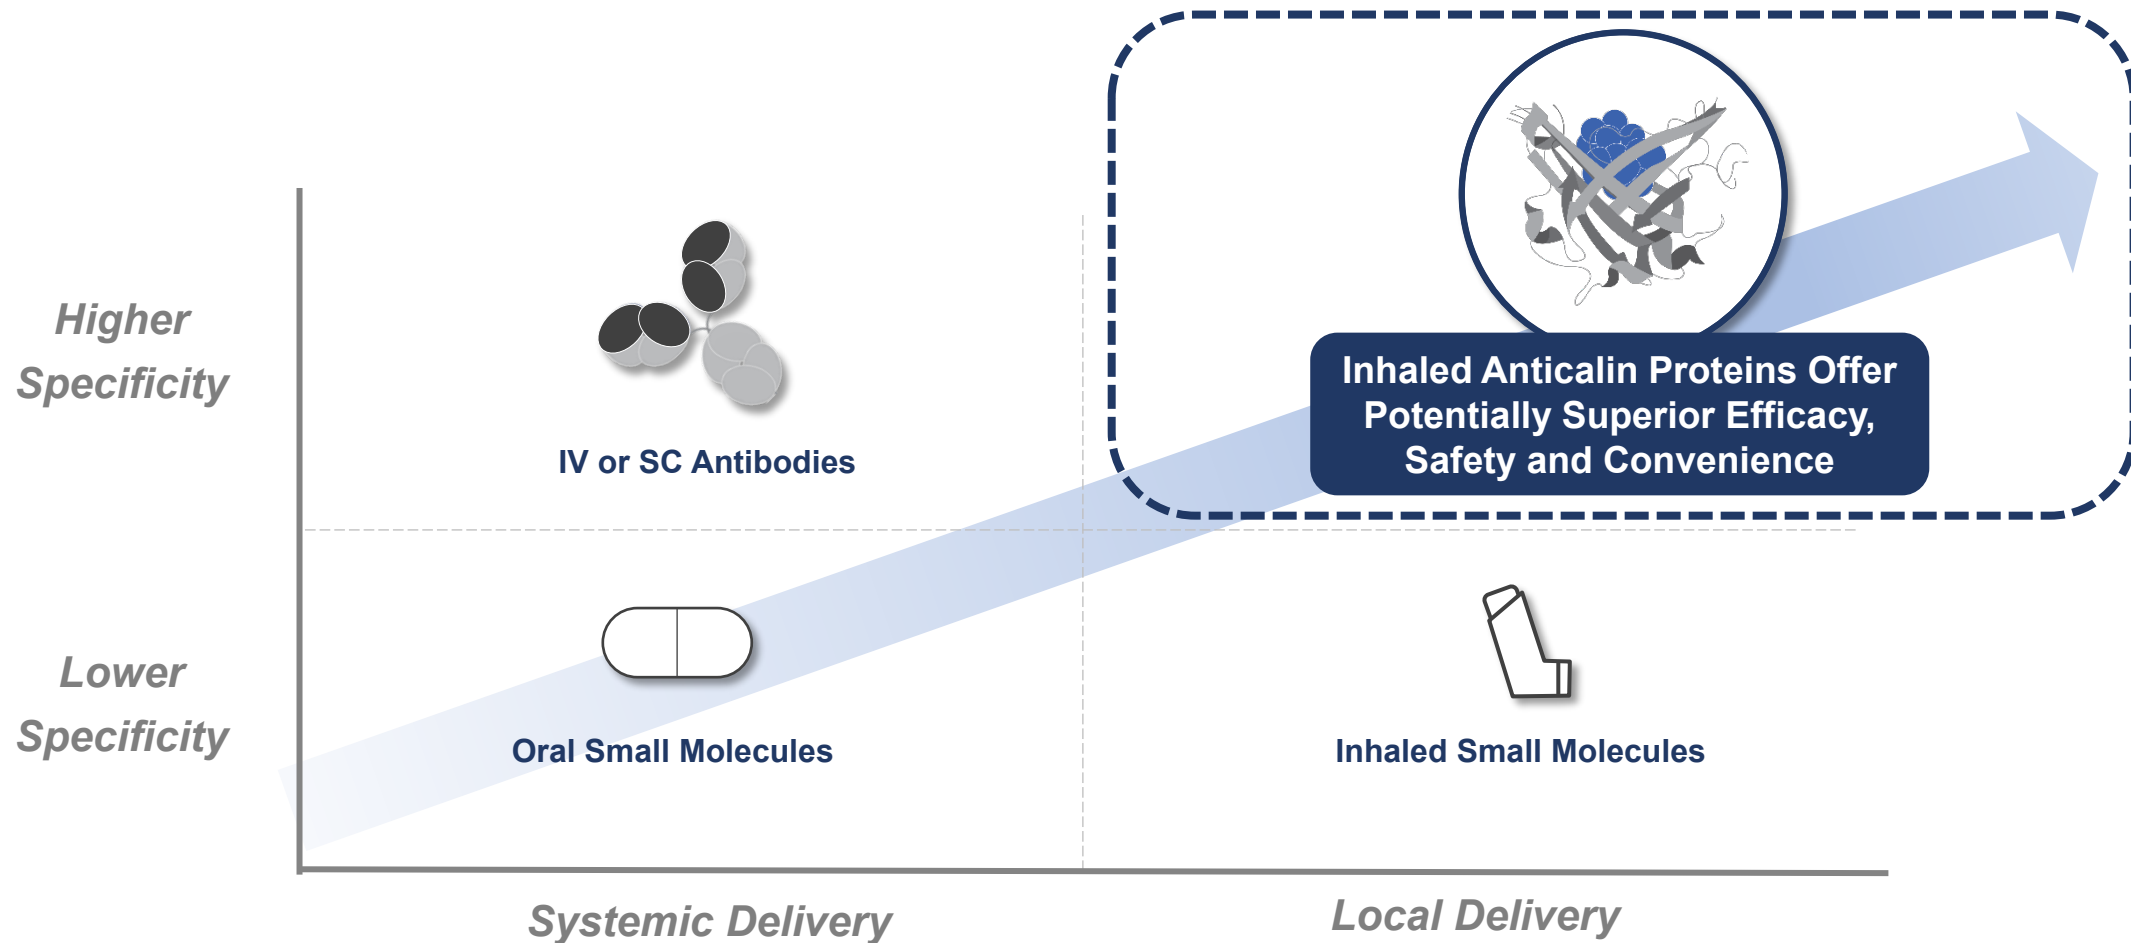 Higher
Specificity
IV or SC Antibodies
Inhaled Anticalin Proteins Offer
Potentially Superior Efficacy,
Safety and Convenience
Lower
Specificity
Oral Small Molecules
Inhaled Small Molecules
Systemic Delivery
Local Delivery